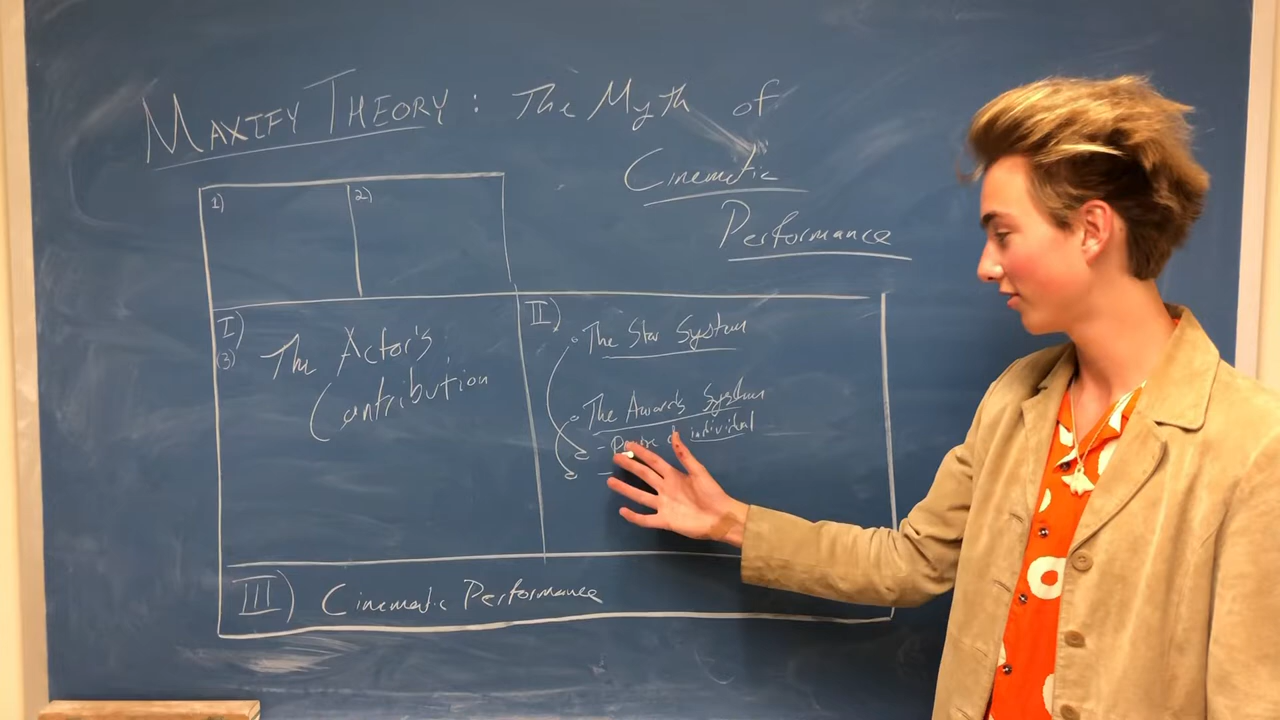 MAXIFY THEORY: The Myth of
Cinematic
Performance
1)
2)
I)
(3)
The Actor's
Contribution
II)
The Star System
The Awards System
- individual
-
III) Cinematic Performance